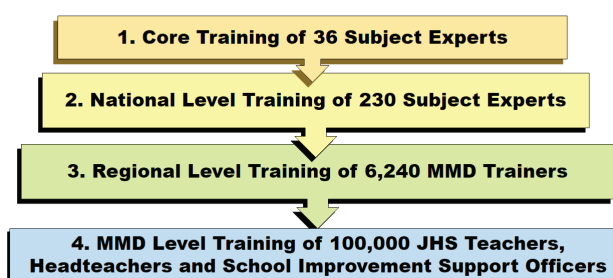 1. Core Training of 36 Subject Experts
2. National Level Training of 230 Subject Experts
3. Regional Level Training of 6,240 MMD Trainers
4. MMD Level Training of 100,000 JHS Teachers,
Headteachers and School Improvement Support Officers